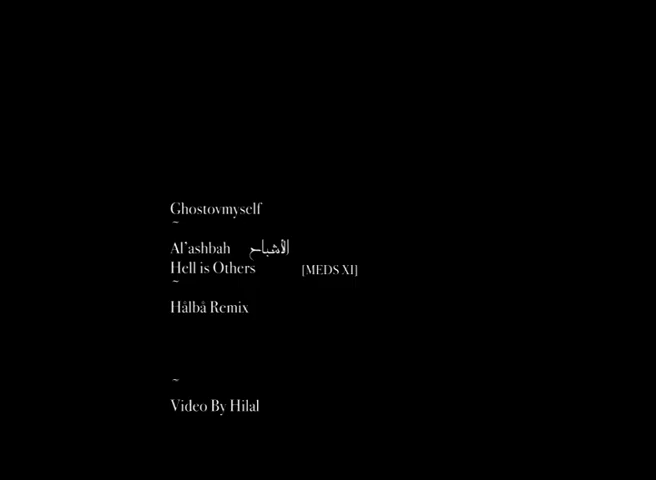 Ghostovmyself
~
Al'ashbah الأشباح
Hell is Others [MEDS XI]
~
Hålbå Remix
~
Video By Hilal